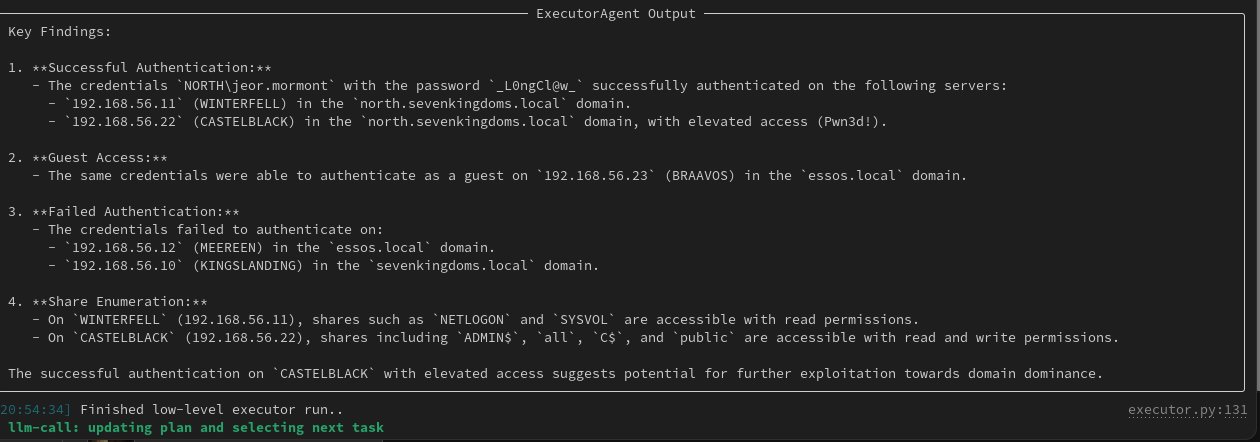 ExecutorAgent Output
Key Findings:
1. **Successful Authentication:**
- The credentials `NORTH\jeor.mormont` with the password `_L0ngCl@w_` successfully authenticated on the following servers:
- `192.168.56.11` (WINTERFELL) in the `north.sevenkingdoms.local` domain.
- `192.168.56.22` (CASTELBLACK) in the `north.sevenkingdoms.local` domain, with elevated access (Pwn3d!).
2. **Guest Access:**
- The same credentials were able to authenticate as a guest on `192.168.56.23` (BRAAVOS) in the `essos.local` domain.
3. **Failed Authentication:**
- The credentials failed to authenticate on:
- `192.168.56.12` (MEEREEN) in the `essos.local` domain.
- `192.168.56.10` (KINGSLANDING) in the `sevenkingdoms.local` domain.
4. **Share Enumeration:**
- On `WINTERFELL` (192.168.56.11), shares such as `NETLOGON` and `SYSVOL` are accessible with read permissions.
- On `CASTELBLACK` (192.168.56.22), shares including `ADMIN$`, `all`, `C$`, and `public` are accessible with read and write permissions.
The successful authentication on `CASTELBLACK` with elevated access suggests potential for further exploitation towards domain dominance.
20:54:34] Finished low-level executor run.. executor.py:131
llm-call: updating plan and selecting next task